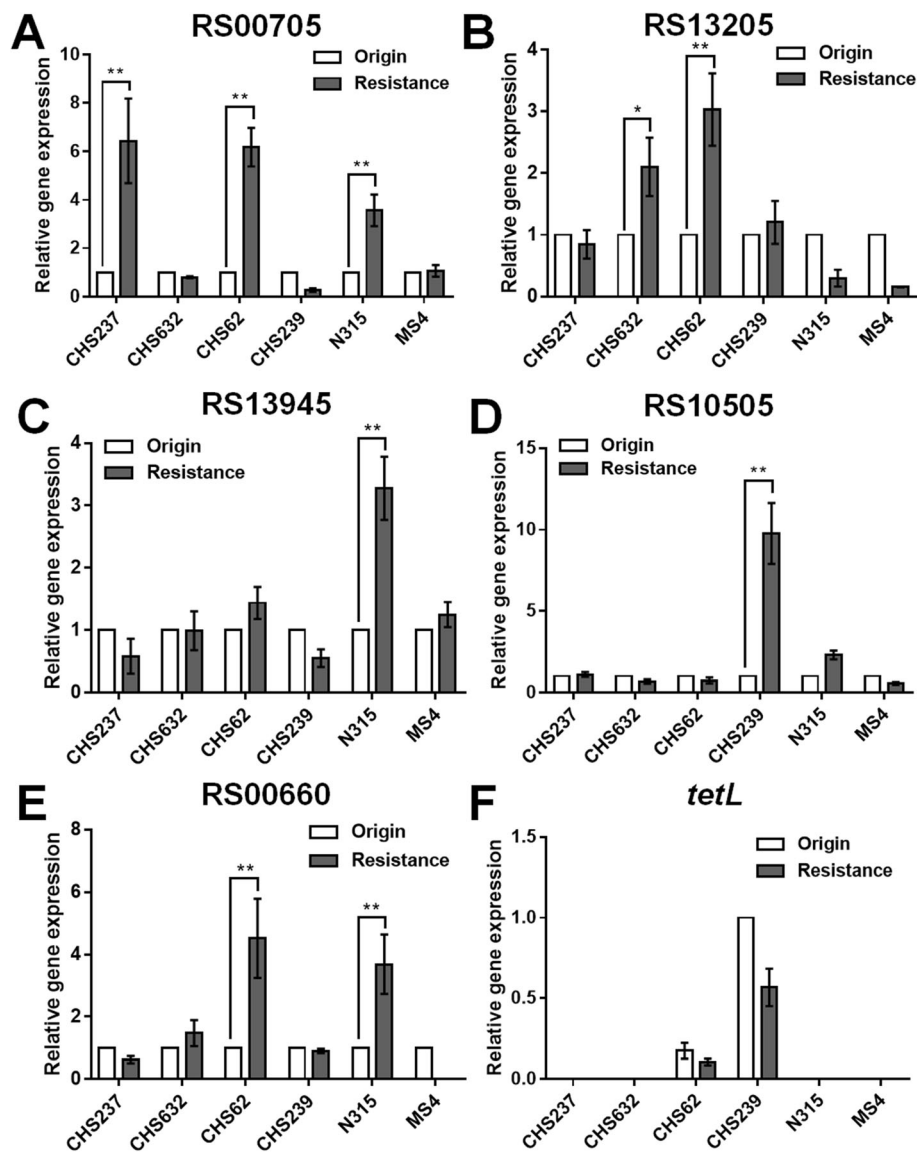 A
RS00705
Relative gene expression
10
8
6
4
2
0
Origin
Resistance
**
**
**
CHS237
CHS632
CHS62
CHS239
N315
MS4
B
RS13205
Relative gene expression
4
3
2
1
0
Origin
Resistance
*
**
CHS237
CHS632
CHS62
CHS239
N315
MS4
C
RS13945
Relative gene expression
4
3
2
1
0
Origin
Resistance
**
CHS237
CHS632
CHS62
CHS239
N315
MS4
D
RS10505
Relative gene expression
15
10
5
0
Origin
Resistance
**
CHS237
CHS632
CHS62
CHS239
N315
MS4
E
RS00660
Relative gene expression
8
6
4
2
0
Origin
Resistance
**
**
CHS237
CHS632
CHS62
CHS239
N315
MS4
F
tetL
Relative gene expression
1.5
1.0
0.5
0.0
Origin
Resistance
CHS237
CHS632
CHS62
CHS239
N315
MS4